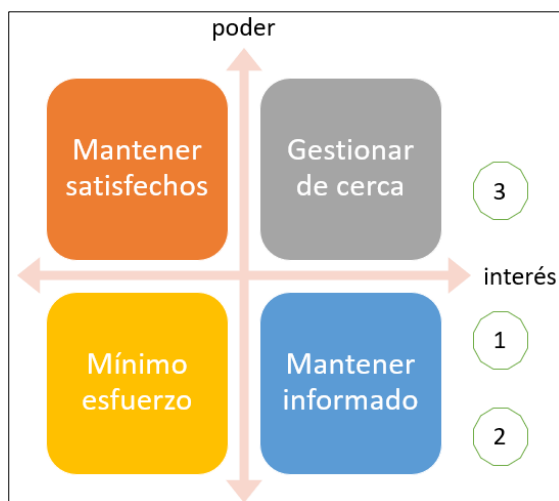 poder
Mantener
satisfechos
Gestionar
de cerca
3
interés
Mínimo
esfuerzo
Mantener
informado
1
2